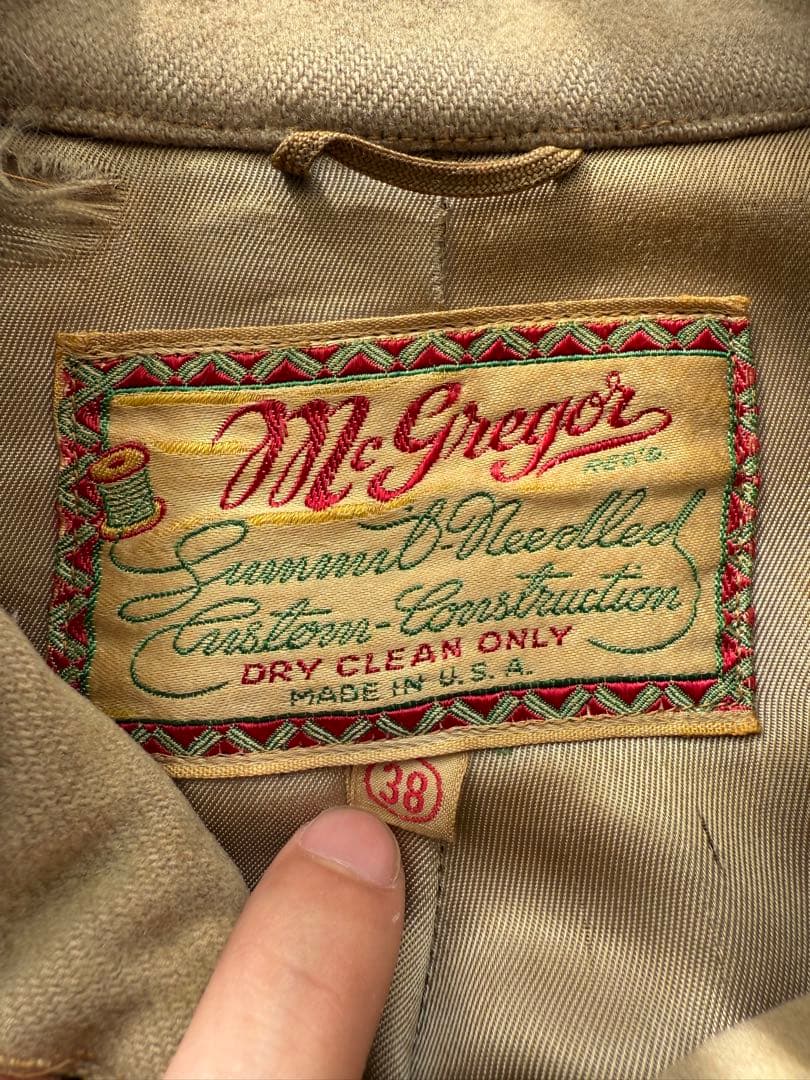 McGregor
REG'D.
Summit-Needled
Custom-Construction
DRY CLEAN ONLY
MADE IN U.S.A.
38